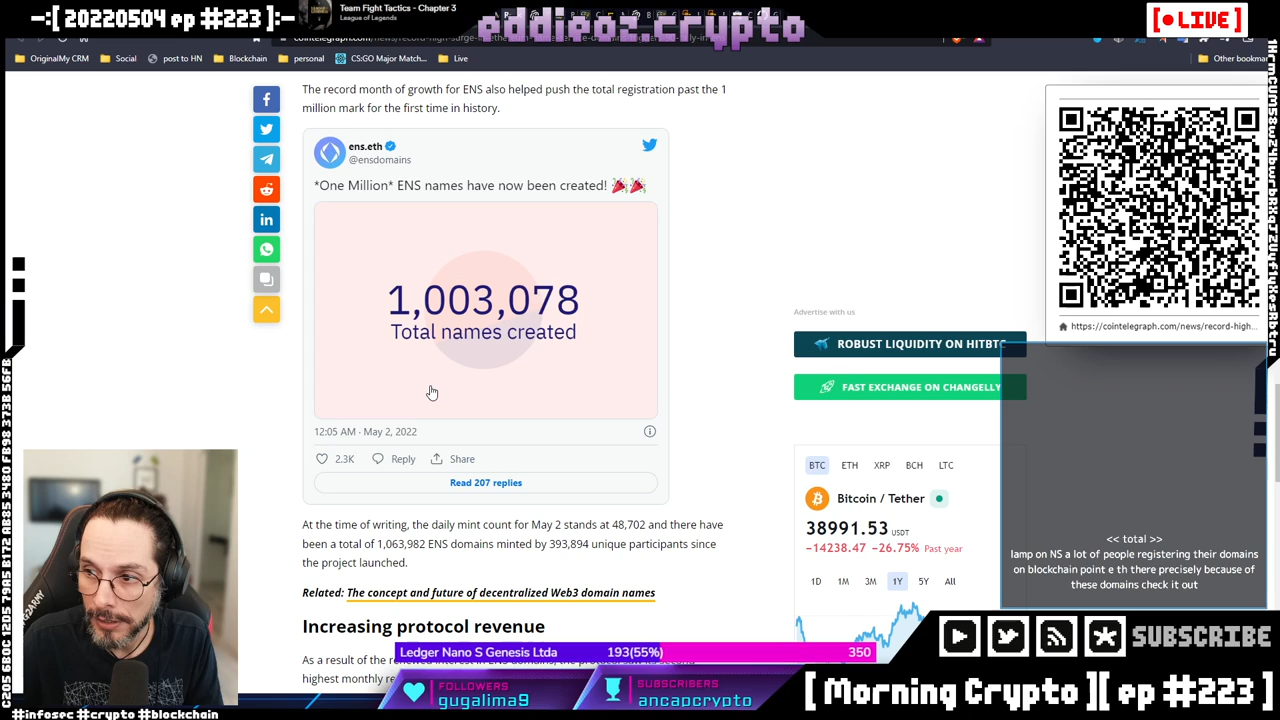 -:[ 20220504 ep #223 ]:-
Team Fight Tactics - Chapter 3
League of Legends
addieoz.crypto
[ LIVE ]
OriginalMy CRM
Social
post to HN
Blockchain
personal
CS:GO Major Match...
Live
Other bookmar
The record month of growth for ENS also helped push the total registration past the 1
million mark for the first time in history.
ens.eth
@ensdomains
*One Million* ENS names have now been created! 🎉🎉
1,003,078
Total names created
12:05 AM · May 2, 2022
2.3K
Reply
Share
Read 207 replies
At the time of writing, the daily mint count for May 2 stands at 48,702 and there have
been a total of 1,063,982 ENS domains minted by 393,894 unique participants since
the project launched.
Related: The concept and future of decentralized Web3 domain names
Increasing protocol revenue
As a result of the
highest monthly re
https://cointelegraph.com/news/record-high...
Advertise with us
ROBUST LIQUIDITY ON HITBTC
FAST EXCHANGE ON CHANGELLY
BTC
ETH
XRP
BCH
LTC
Bitcoin / Tether
38991.53 USDT
−14238.47 −26.75% Past year
1D
1M
3M
1Y
5Y
All
<< total >>
lamp on NS a lot of people registering their domains
on blockchain point e th there precisely because of
these domains check it out
Ledger Nano S Genesis Ltda
193(55%)
350
FOLLOWERS
gugalima9
SUBSCRIBERS
ancapcrypto
SUBSCRIBE
[ Morning Crypto ][ ep #223 ]
#infosec #crypto #blockchain